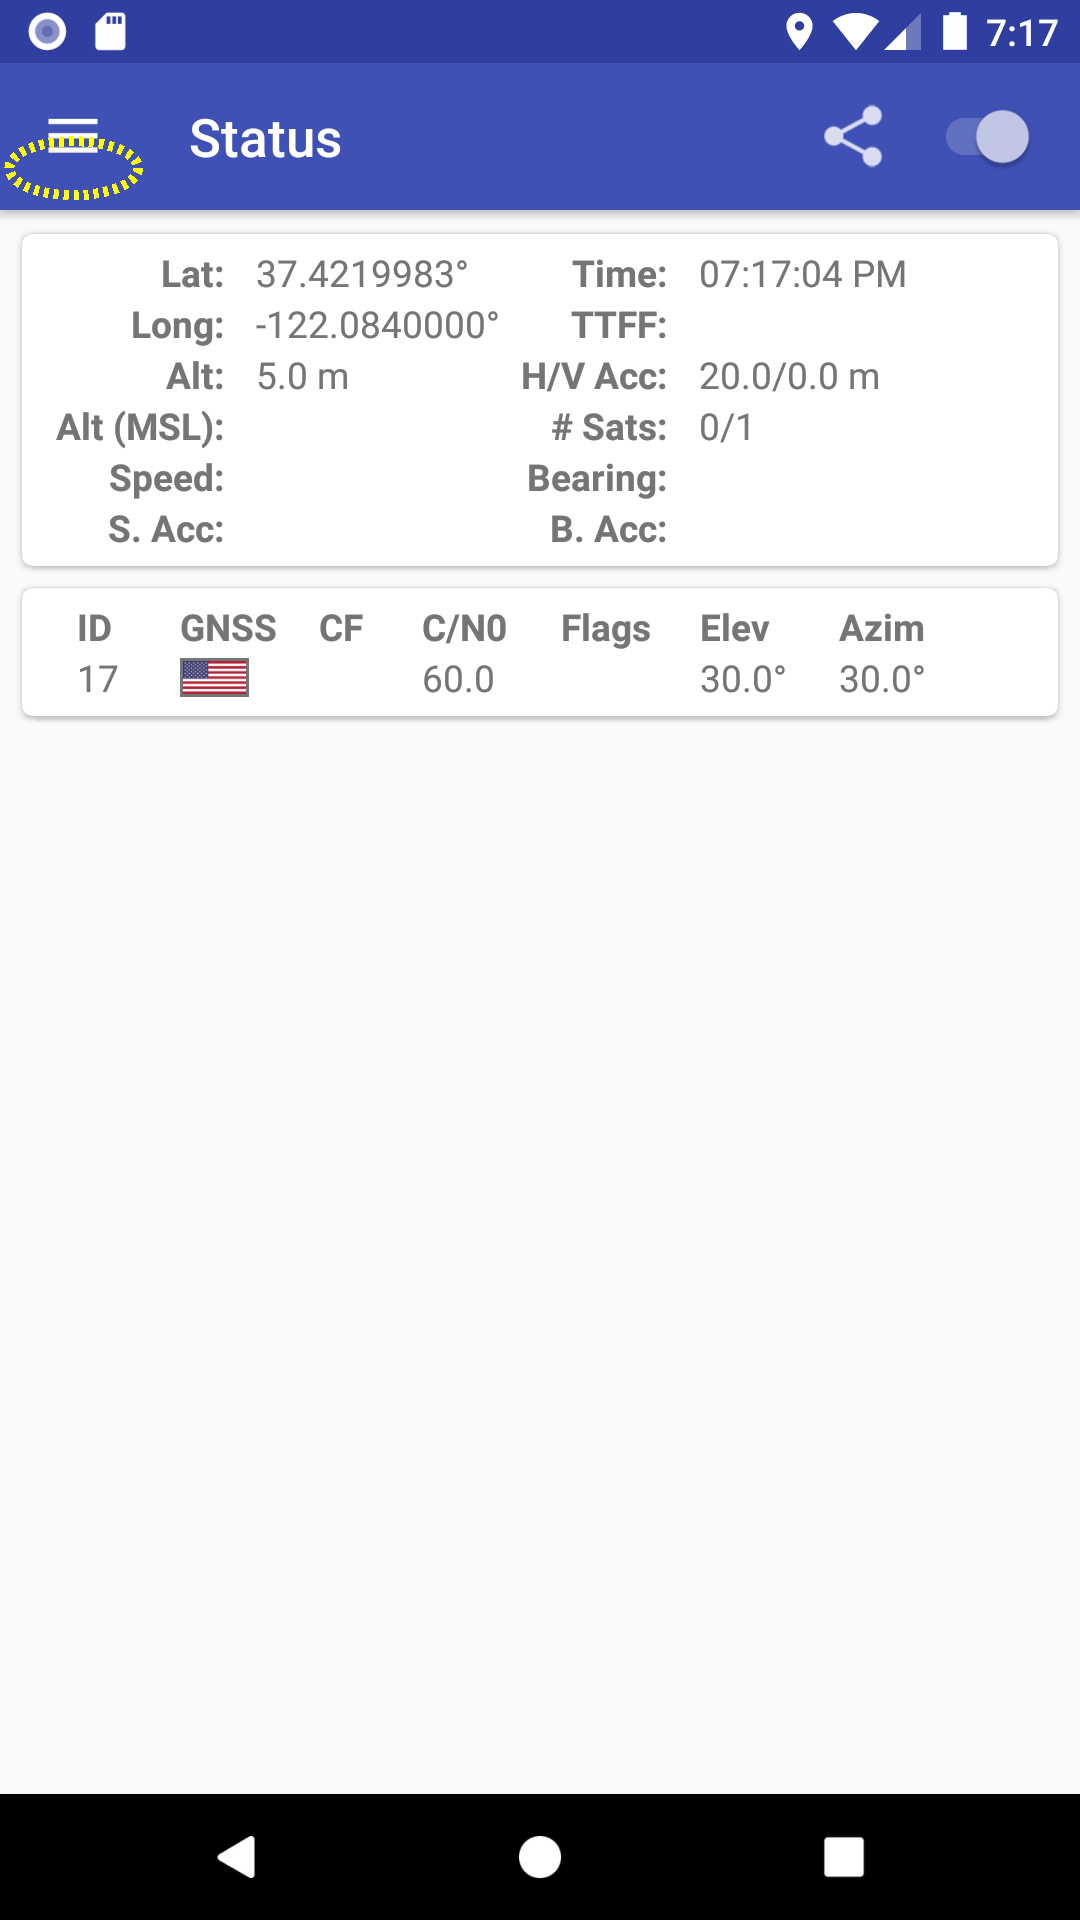 7:17
Status
Lat: 37.4219983° Time: 07:17:04 PM
Long: -122.0840000° TTFF:
Alt: 5.0 m H/V Acc: 20.0/0.0 m
Alt (MSL): # Sats: 0/1
Speed: Bearing:
S. Acc: B. Acc:
ID GNSS CF C/N0 Flags Elev Azim
17 60.0 30.0° 30.0°